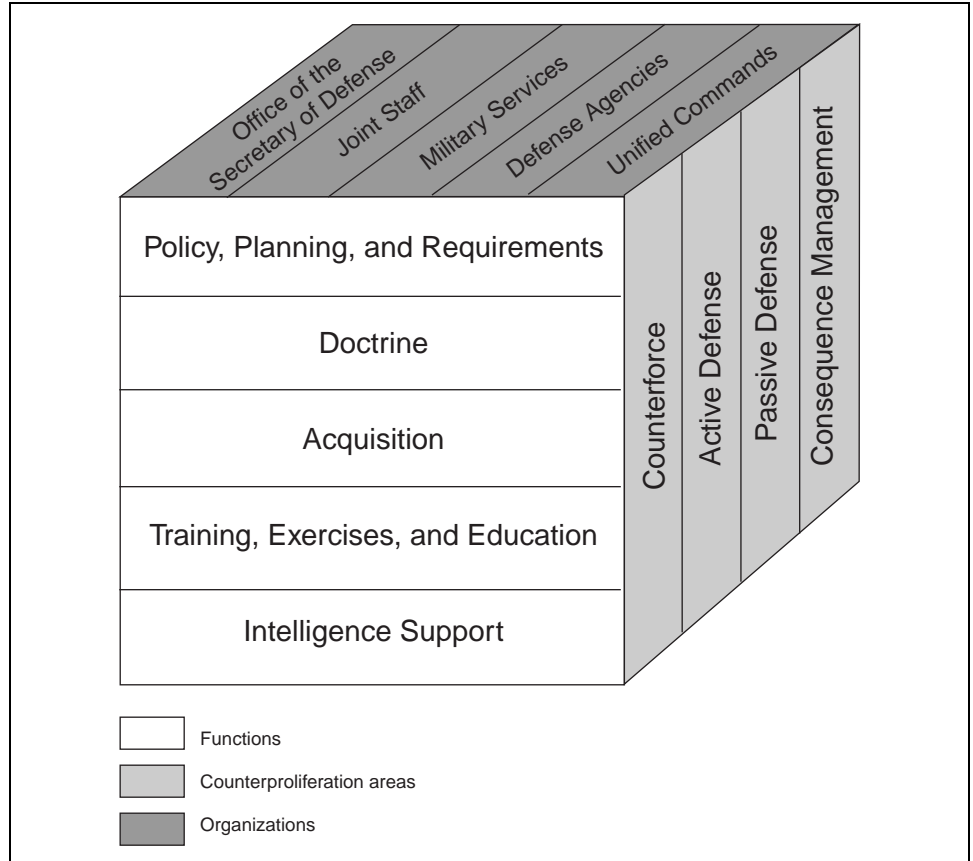 Office of the
Secretary of Defense
Joint Staff
Military Services
Defense Agencies
Unified Commands
Policy, Planning, and Requirements
Doctrine
Acquisition
Training, Exercises, and Education
Intelligence Support
Counterforce
Active Defense
Passive Defense
Consequence Management
Functions
Counterproliferation areas
Organizations